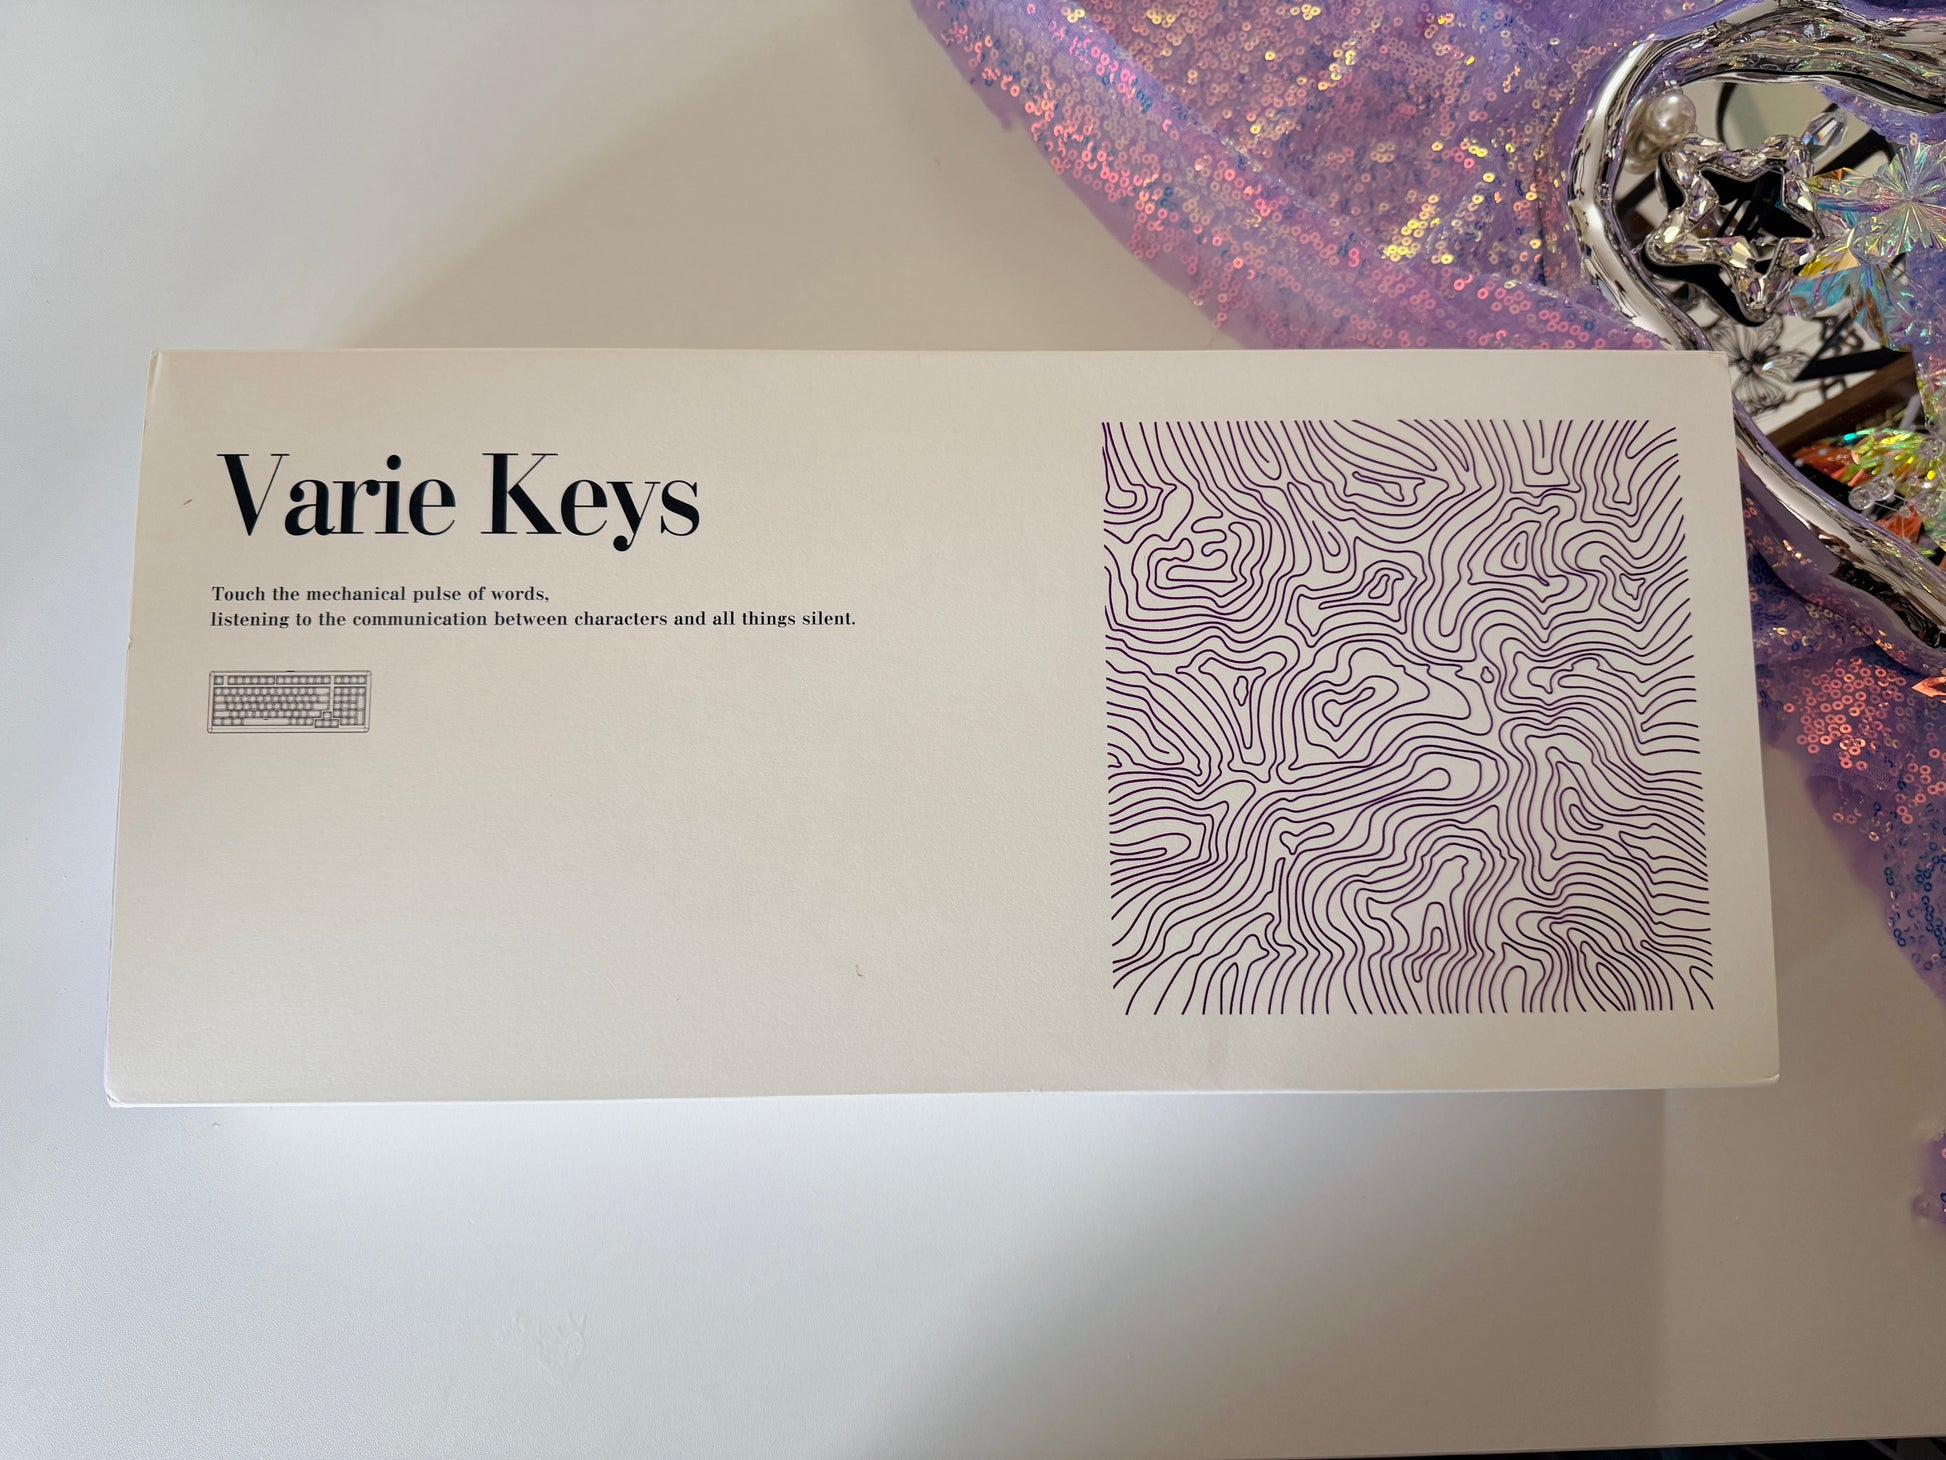 Varie Keys
Touch the mechanical pulse of words,
listening to the communication between characters and all things silent.